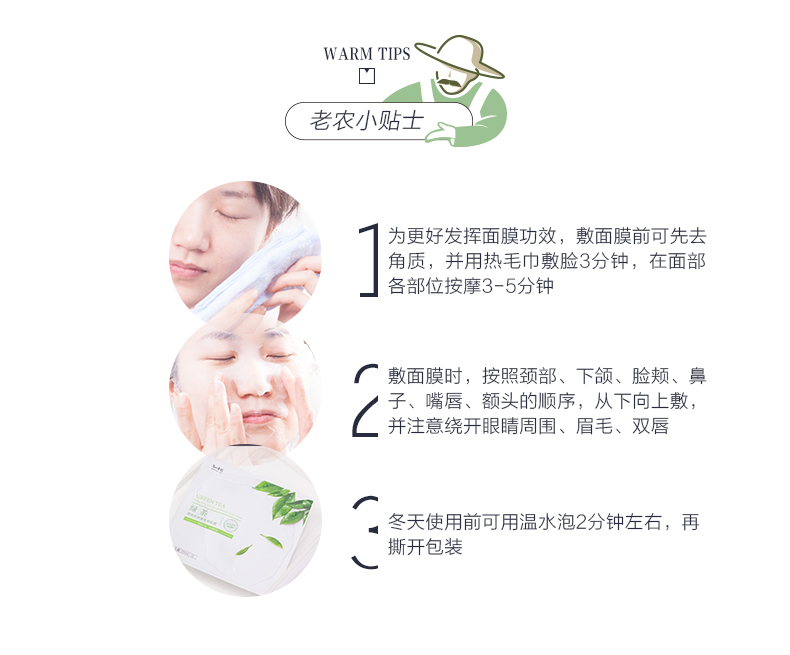 WARM TIPS
老农小贴士
1
为更好发挥面膜功效，敷面膜前可先去
角质，并用热毛巾敷脸3分钟，在面部
各部位按摩3-5分钟
2
敷面膜时，按照颈部、下颌、脸颊、鼻
子、嘴唇、额头的顺序，从下向上敷，
并注意绕开眼睛周围、眉毛、双唇
绿茶
3
冬天使用前可用温水泡2分钟左右，再
撕开包装